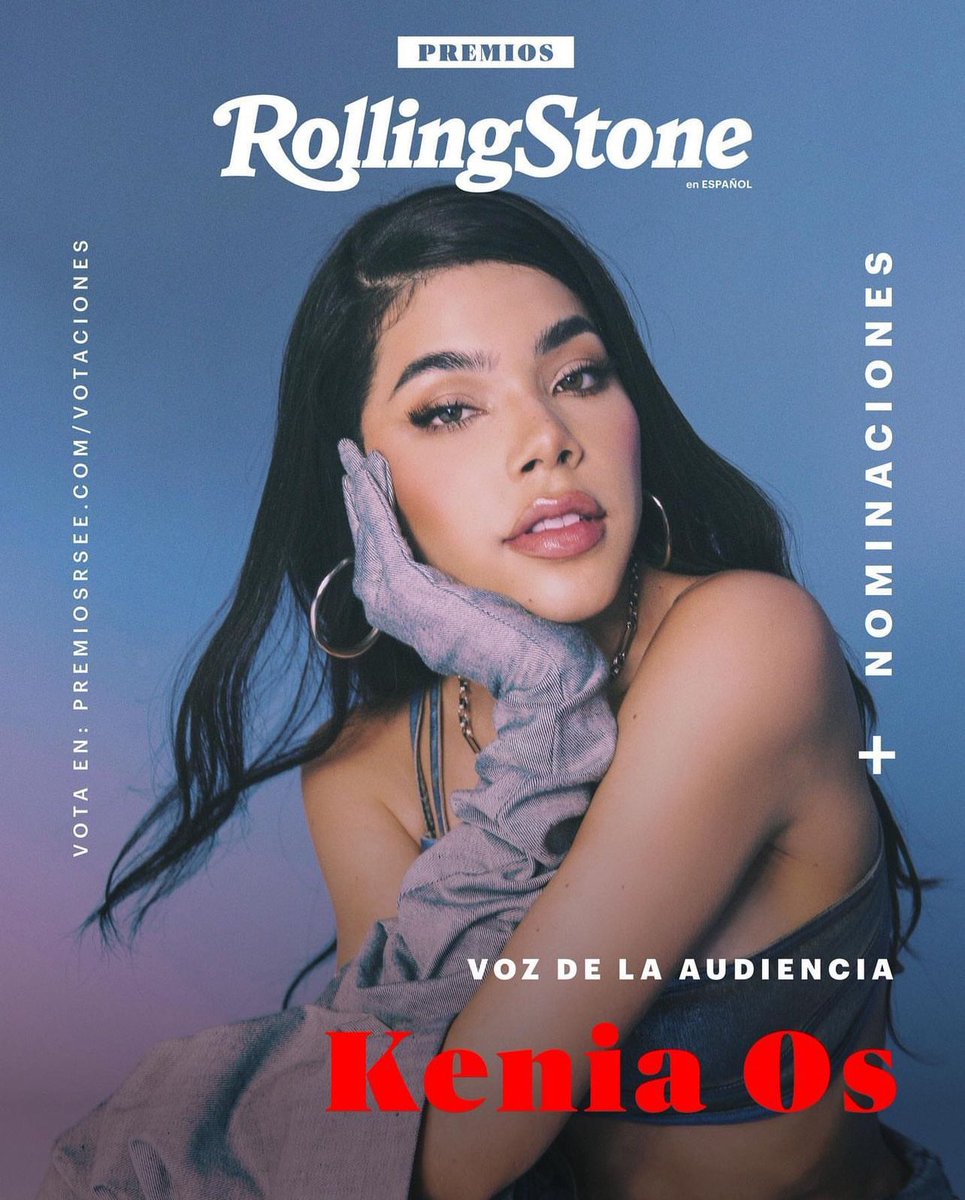 PREMIOS
RollingStone
en ESPAÑOL
VOTA EN: PREMIOSRSEE.COM/VOTACIONES
+ NOMINACIONES
VOZ DE LA AUDIENCIA
Kenia Os